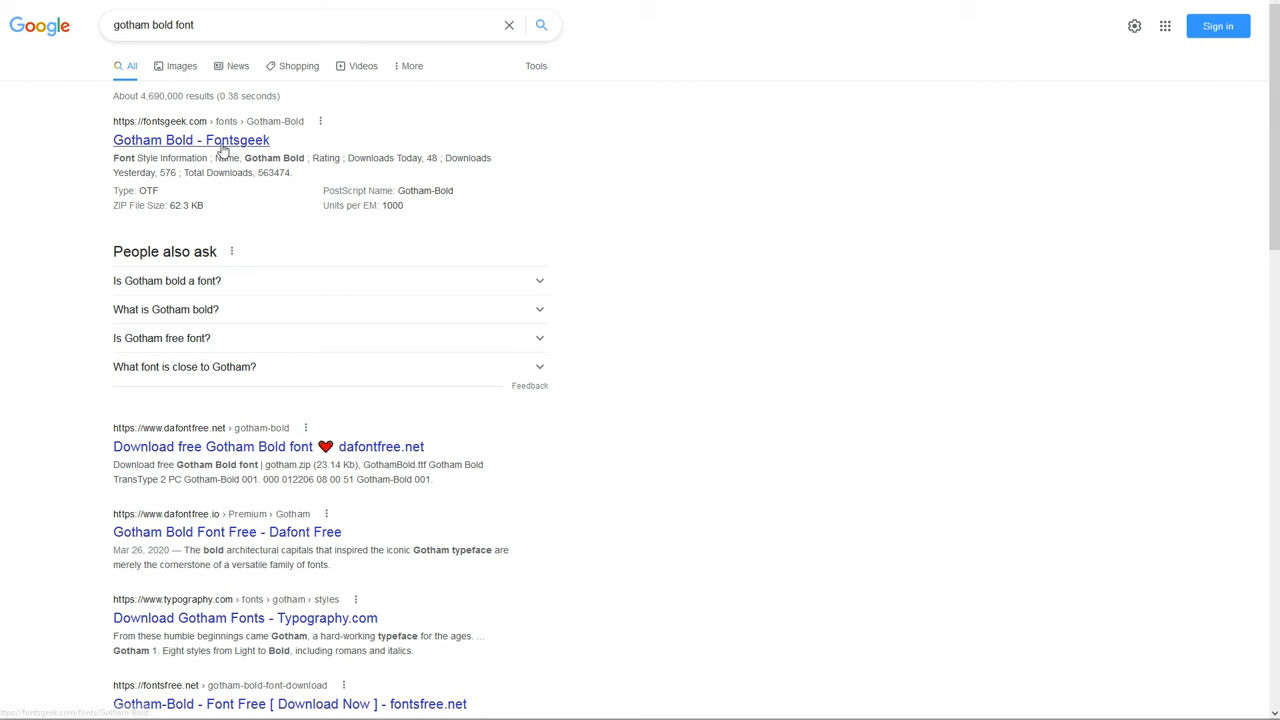 Google
gotham bold font
Sign in
All
Images
News
Shopping
Videos
More
Tools
About 4,690,000 results (0.38 seconds)
https://fontsgeek.com › fonts › Gotham-Bold
Gotham Bold - Fontsgeek
Font Style Information ; Name, Gotham Bold ; Rating ; Downloads Today, 48 ; Downloads
Yesterday, 576 ; Total Downloads, 563474.
Type: OTF
PostScript Name: Gotham-Bold
ZIP File Size: 62.3 KB
Units per EM: 1000
People also ask
Is Gotham bold a font?
What is Gotham bold?
Is Gotham free font?
What font is close to Gotham?
Feedback
https://www.dafontfree.net › gotham-bold
Download free Gotham Bold font ❤️ dafontfree.net
Download free Gotham Bold font | gotham.zip (23.14 Kb), GothamBold.ttf Gotham Bold
TransType 2 PC Gotham-Bold 001. 000 012206 08 00 51 Gotham-Bold 001.
https://www.dafontfree.io › Premium › Gotham
Gotham Bold Font Free - Dafont Free
Mar 26, 2020 — The bold architectural capitals that inspired the iconic Gotham typeface are
merely the cornerstone of a versatile family of fonts.
https://www.typography.com › fonts › gotham › styles
Download Gotham Fonts - Typography.com
From these humble beginnings came Gotham, a hard-working typeface for the ages. ...
Gotham 1. Eight styles from Light to Bold, including romans and italics.
https://fontsfree.net › gotham-bold-font-download
Gotham-Bold - Font Free [ Download Now ] - fontsfree.net
ttps://fontsgeek.com/fonts/Gotham-Bold